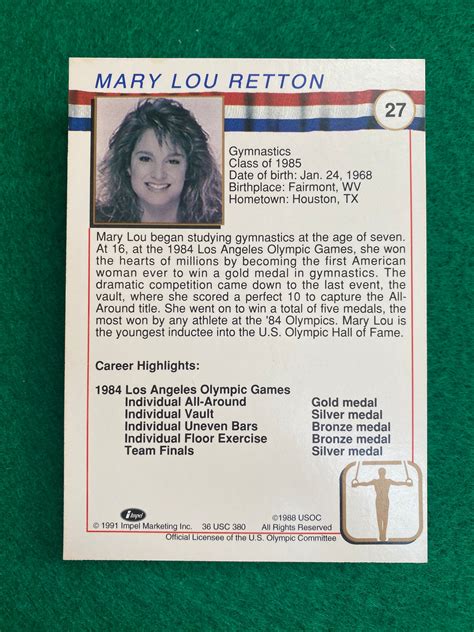 MARY LOU RETTON
27
Gymnastics
Class of 1985
Date of birth: Jan. 24, 1968
Birthplace: Fairmont, WV
Hometown: Houston, TX
Mary Lou began studying gymnastics at the age of seven.
At 16, at the 1984 Los Angeles Olympic Games, she won
the hearts of millions by becoming the first American
woman ever to win a gold medal in gymnastics. The
dramatic competition came down to the last event, the
vault, where she scored a perfect 10 to capture the All-
Around title. She went on to win a total of five medals, the
most won by any athlete at the '84 Olympics. Mary Lou is
the youngest inductee into the U.S. Olympic Hall of Fame.
Career Highlights:
1984 Los Angeles Olympic Games
Individual All-Around Gold medal
Individual Vault Silver medal
Individual Uneven Bars Bronze medal
Individual Floor Exercise Bronze medal
Team Finals Silver medal
impel
©1988 USOC
© 1991 Impel Marketing Inc. 36 USC 380 All Rights Reserved
Official Licensee of the U.S. Olympic Committee